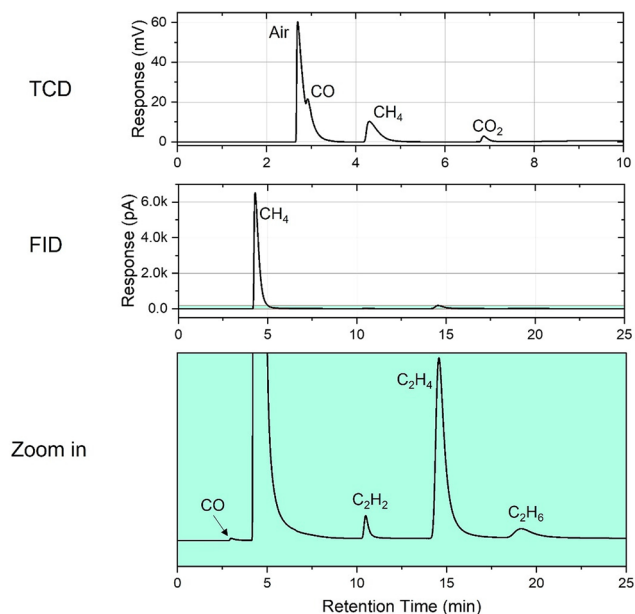 TCD
Response (mV)
60
40
20
0
Air
CO
CH₄
CO₂
0 2 4 6 8 10
FID
Response (pA)
6.0k
4.0k
2.0k
0.0
CH₄
0 5 10 15 20 25
Zoom in
CO
C₂H₂
C₂H₄
C₂H₆
0 5 10 15 20 25
Retention Time (min)